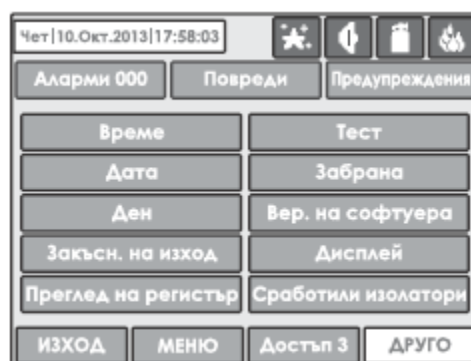 Чет|10.Окт.2013|17:58:03
Аларми 000 Повреди Предупреждения
Време Тест
Дата Забрана
Ден Вер. на софтуера
Закъсн. на изход Дисплей
Преглед на регистър Сработили изолатори
ИЗХОД МЕНЮ Достъп 3 ДРУГО